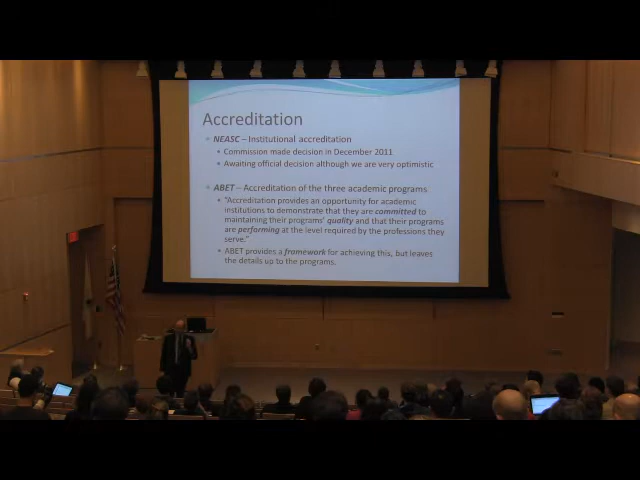 Accreditation
NEASC – Institutional accreditation
Commission made decision in December 2011
Awaiting official decision although we are very optimistic
ABET – Accreditation of the three academic programs
"Accreditation provides an opportunity for academic
institutions to demonstrate that they are committed to
maintaining their programs' quality and that their programs
are performing at the level required by the professions they
serve."
ABET provides a framework for achieving this, but leaves
the details up to the programs.